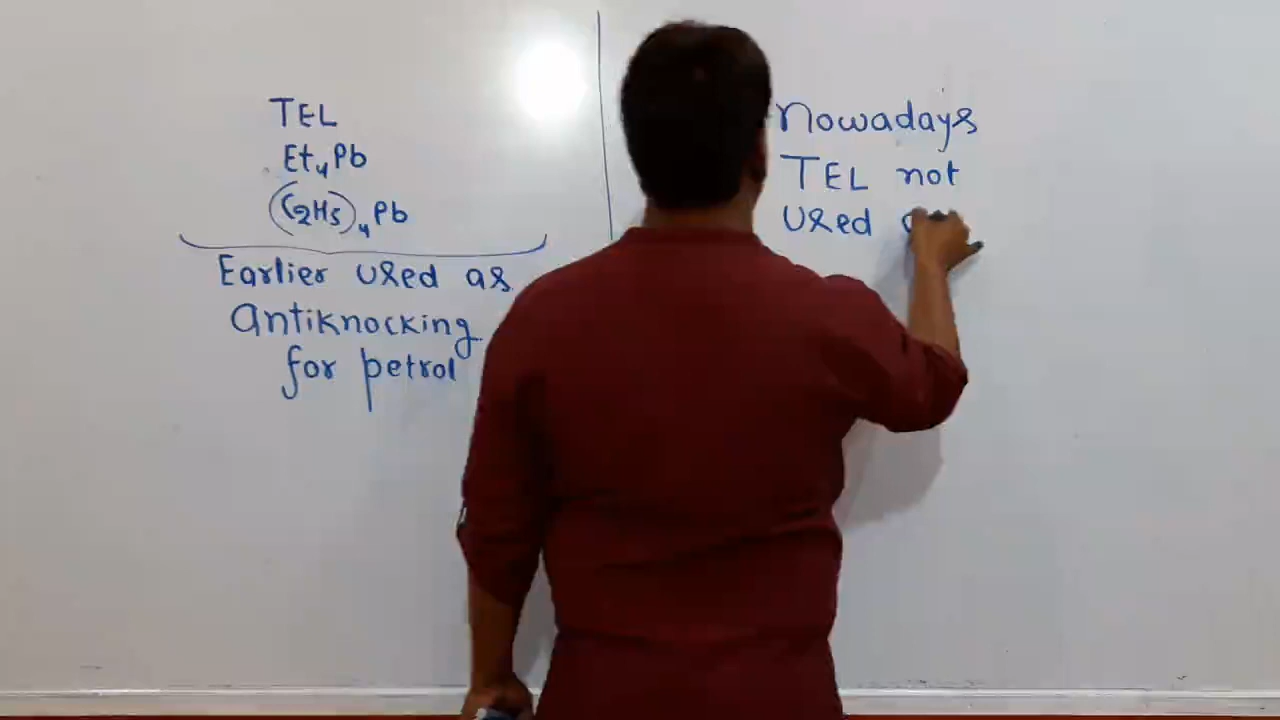 TEL
Et₄Pb
(C₂H₅)₄Pb
Earlier used as
Antiknocking
for petrol
Nowadays
TEL not
used